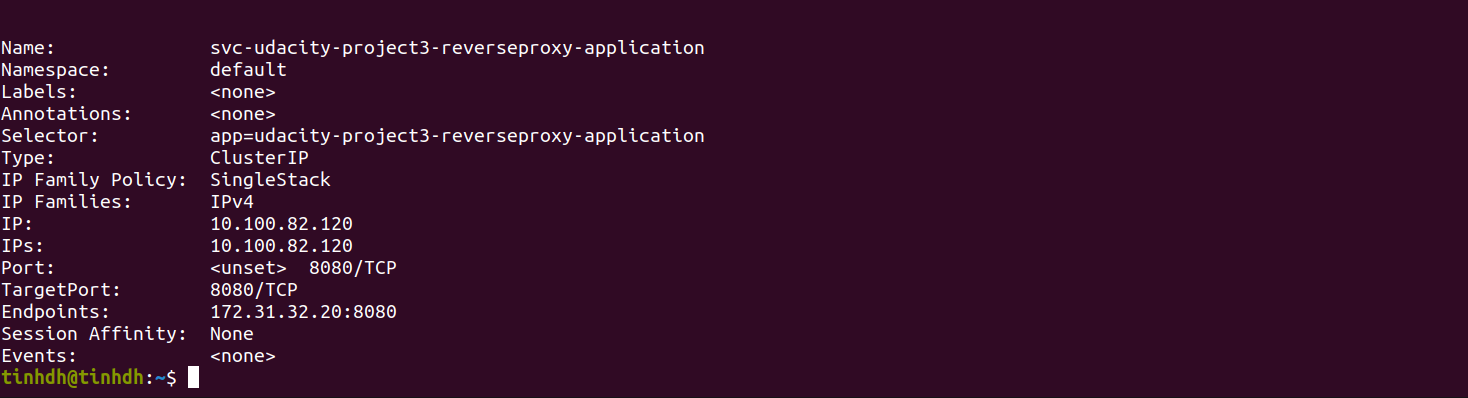 Name:              svc-udacity-project3-reverseproxy-application
Namespace:         default
Labels:            <none>
Annotations:       <none>
Selector:          app=udacity-project3-reverseproxy-application
Type:              ClusterIP
IP Family Policy:  SingleStack
IP Families:       IPv4
IP:                10.100.82.120
IPs:               10.100.82.120
Port:              <unset>  8080/TCP
TargetPort:        8080/TCP
Endpoints:         172.31.32.20:8080
Session Affinity:  None
Events:            <none>
tinhdh@tinhdh:~$